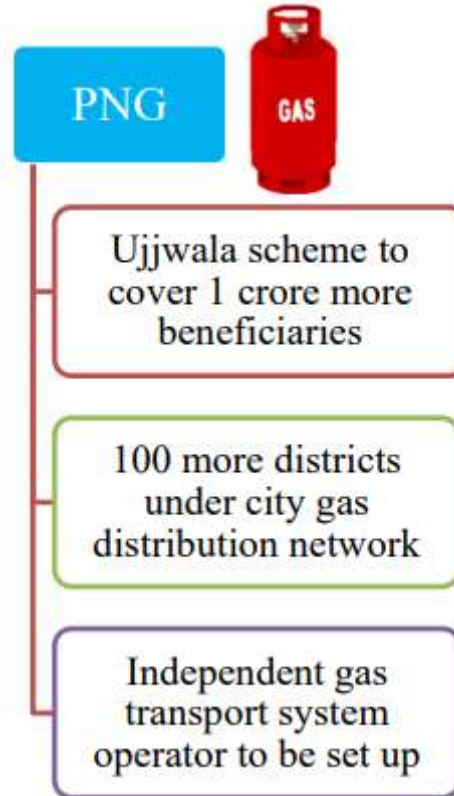 PNG
GAS
Ujjwala scheme to
cover 1 crore more
beneficiaries
100 more districts
under city gas
distribution network
Independent gas
transport system
operator to be set up